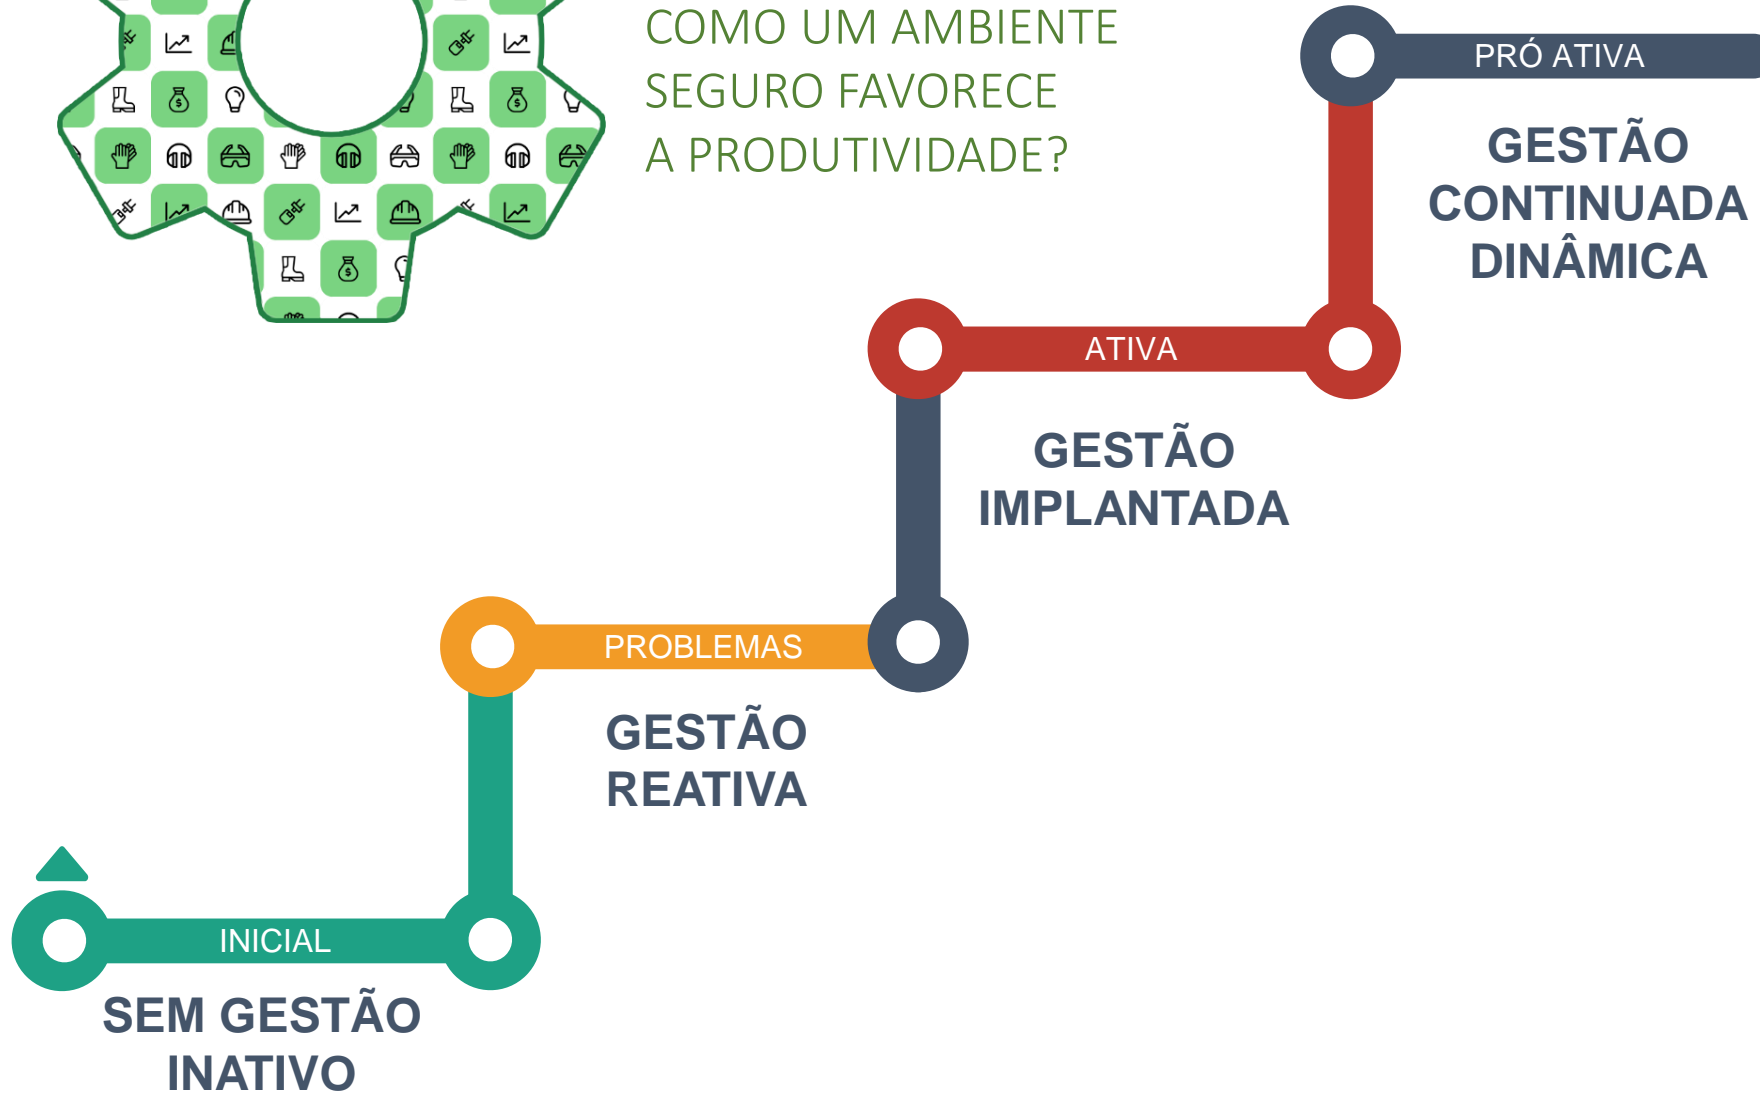 COMO UM AMBIENTE
SEGURO FAVORECE
A PRODUTIVIDADE?
PRÓ ATIVA
GESTÃO
CONTINUADA
DINÂMICA
ATIVA
GESTÃO
IMPLANTADA
PROBLEMAS
GESTÃO
REATIVA
INICIAL
SEM GESTÃO
INATIVO